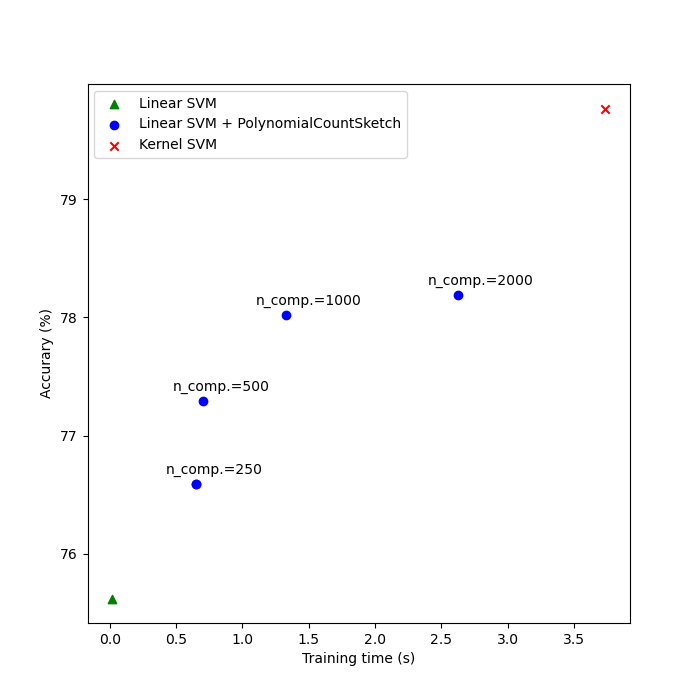 Linear SVM
Linear SVM + PolynomialCountSketch
Kernel SVM
79
n_comp.=2000
n_comp.=1000
78
n_comp.=500
77
n_comp.=250
76
Accurary (%)
0.0 0.5 1.0 1.5 2.0 2.5 3.0 3.5
Training time (s)